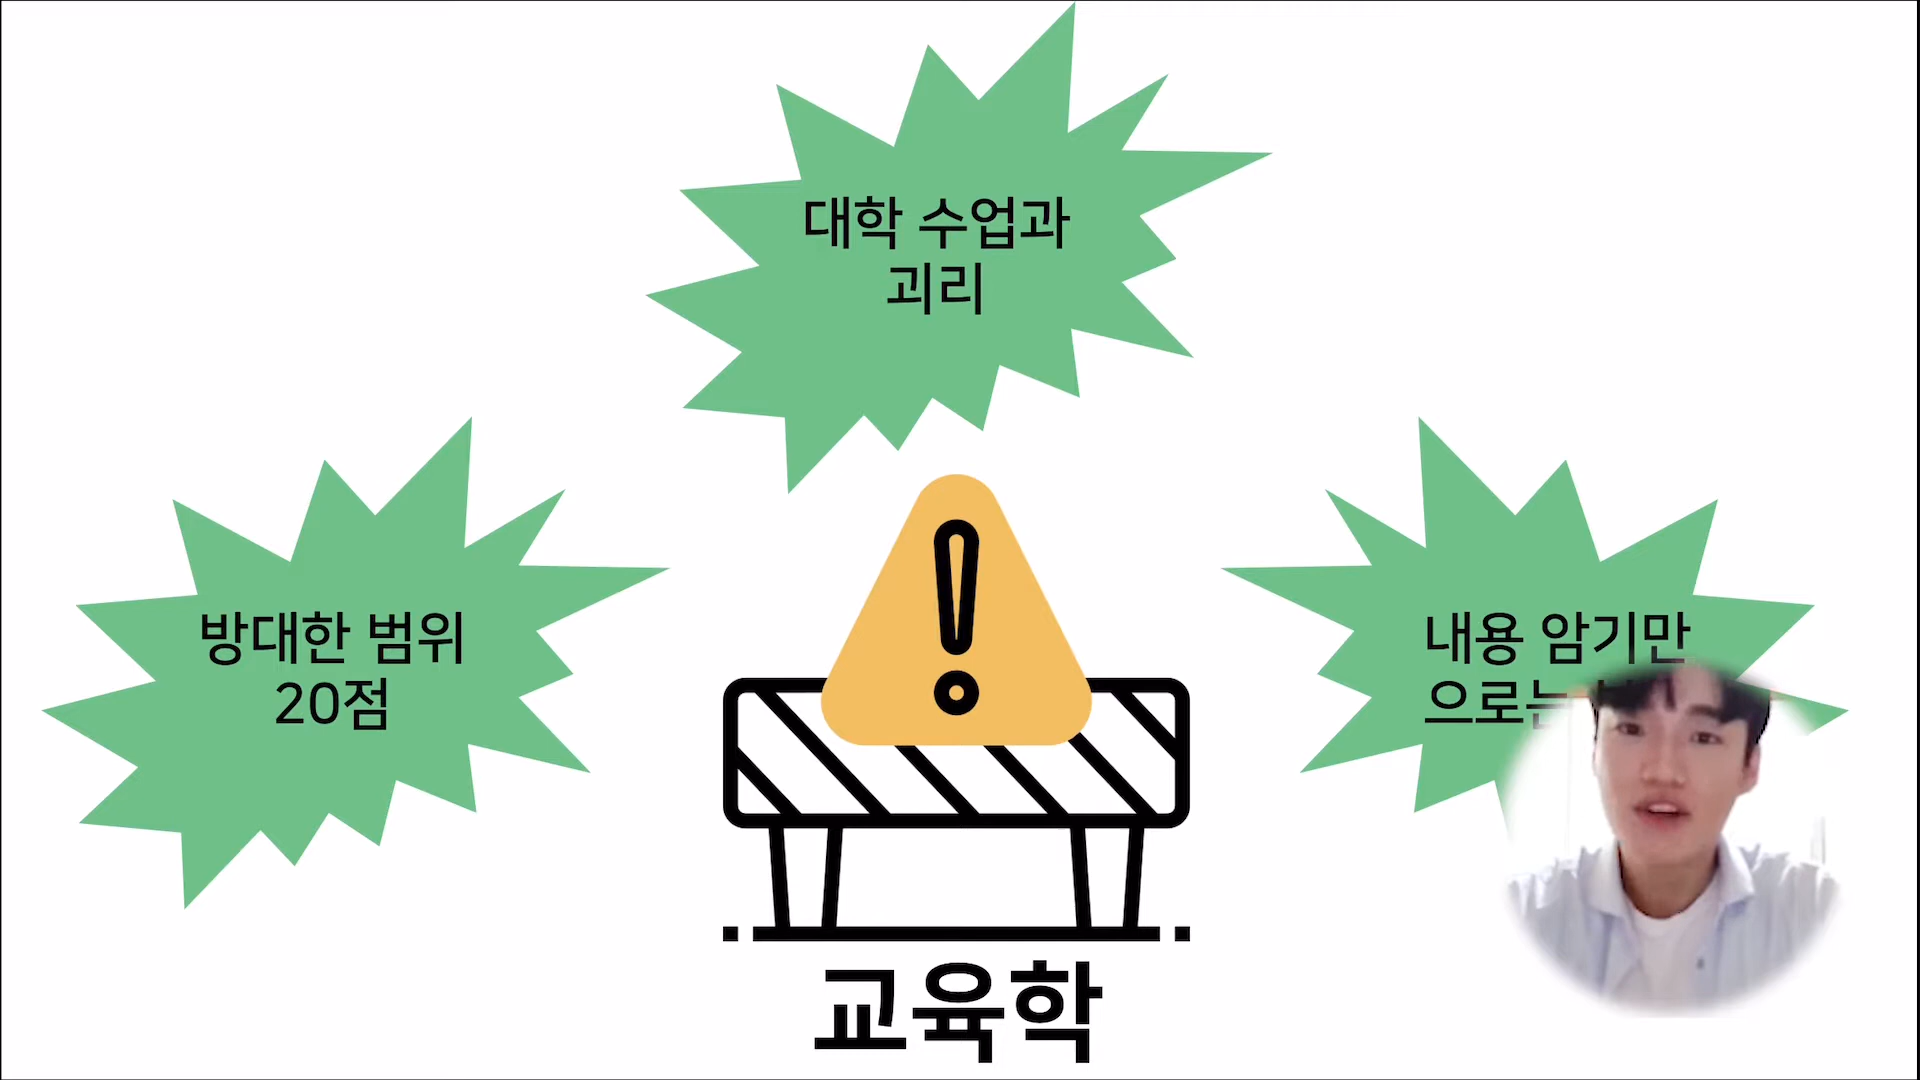 대학 수업과
괴리
방대한 범위
20점
내용 암기만
으로는
교육학